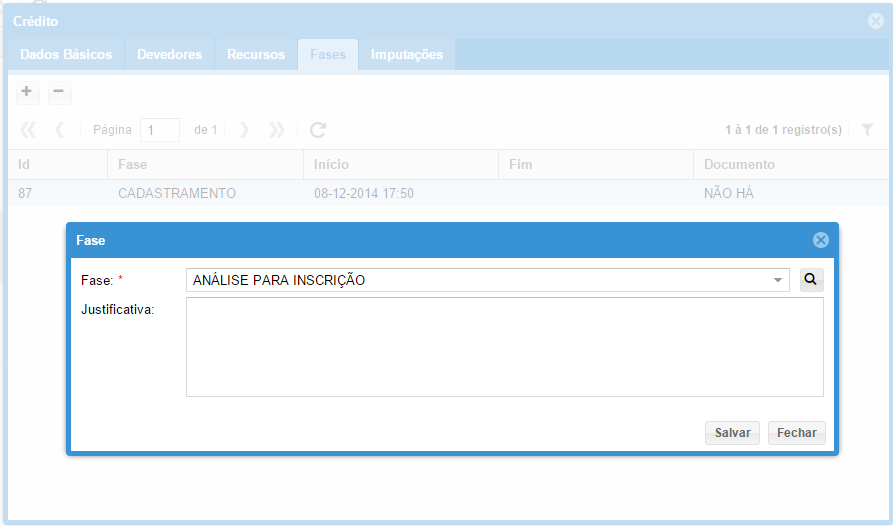 Crédito
Dados Básicos Devedores Recursos Fases Imputações
Página 1 de 1 1 à 1 de 1 registro(s)
Id Fase Início Fim Documento
87 CADASTRAMENTO 08-12-2014 17:50 NÃO HÁ
Fase
Fase: * ANÁLISE PARA INSCRIÇÃO
Justificativa:
Salvar Fechar